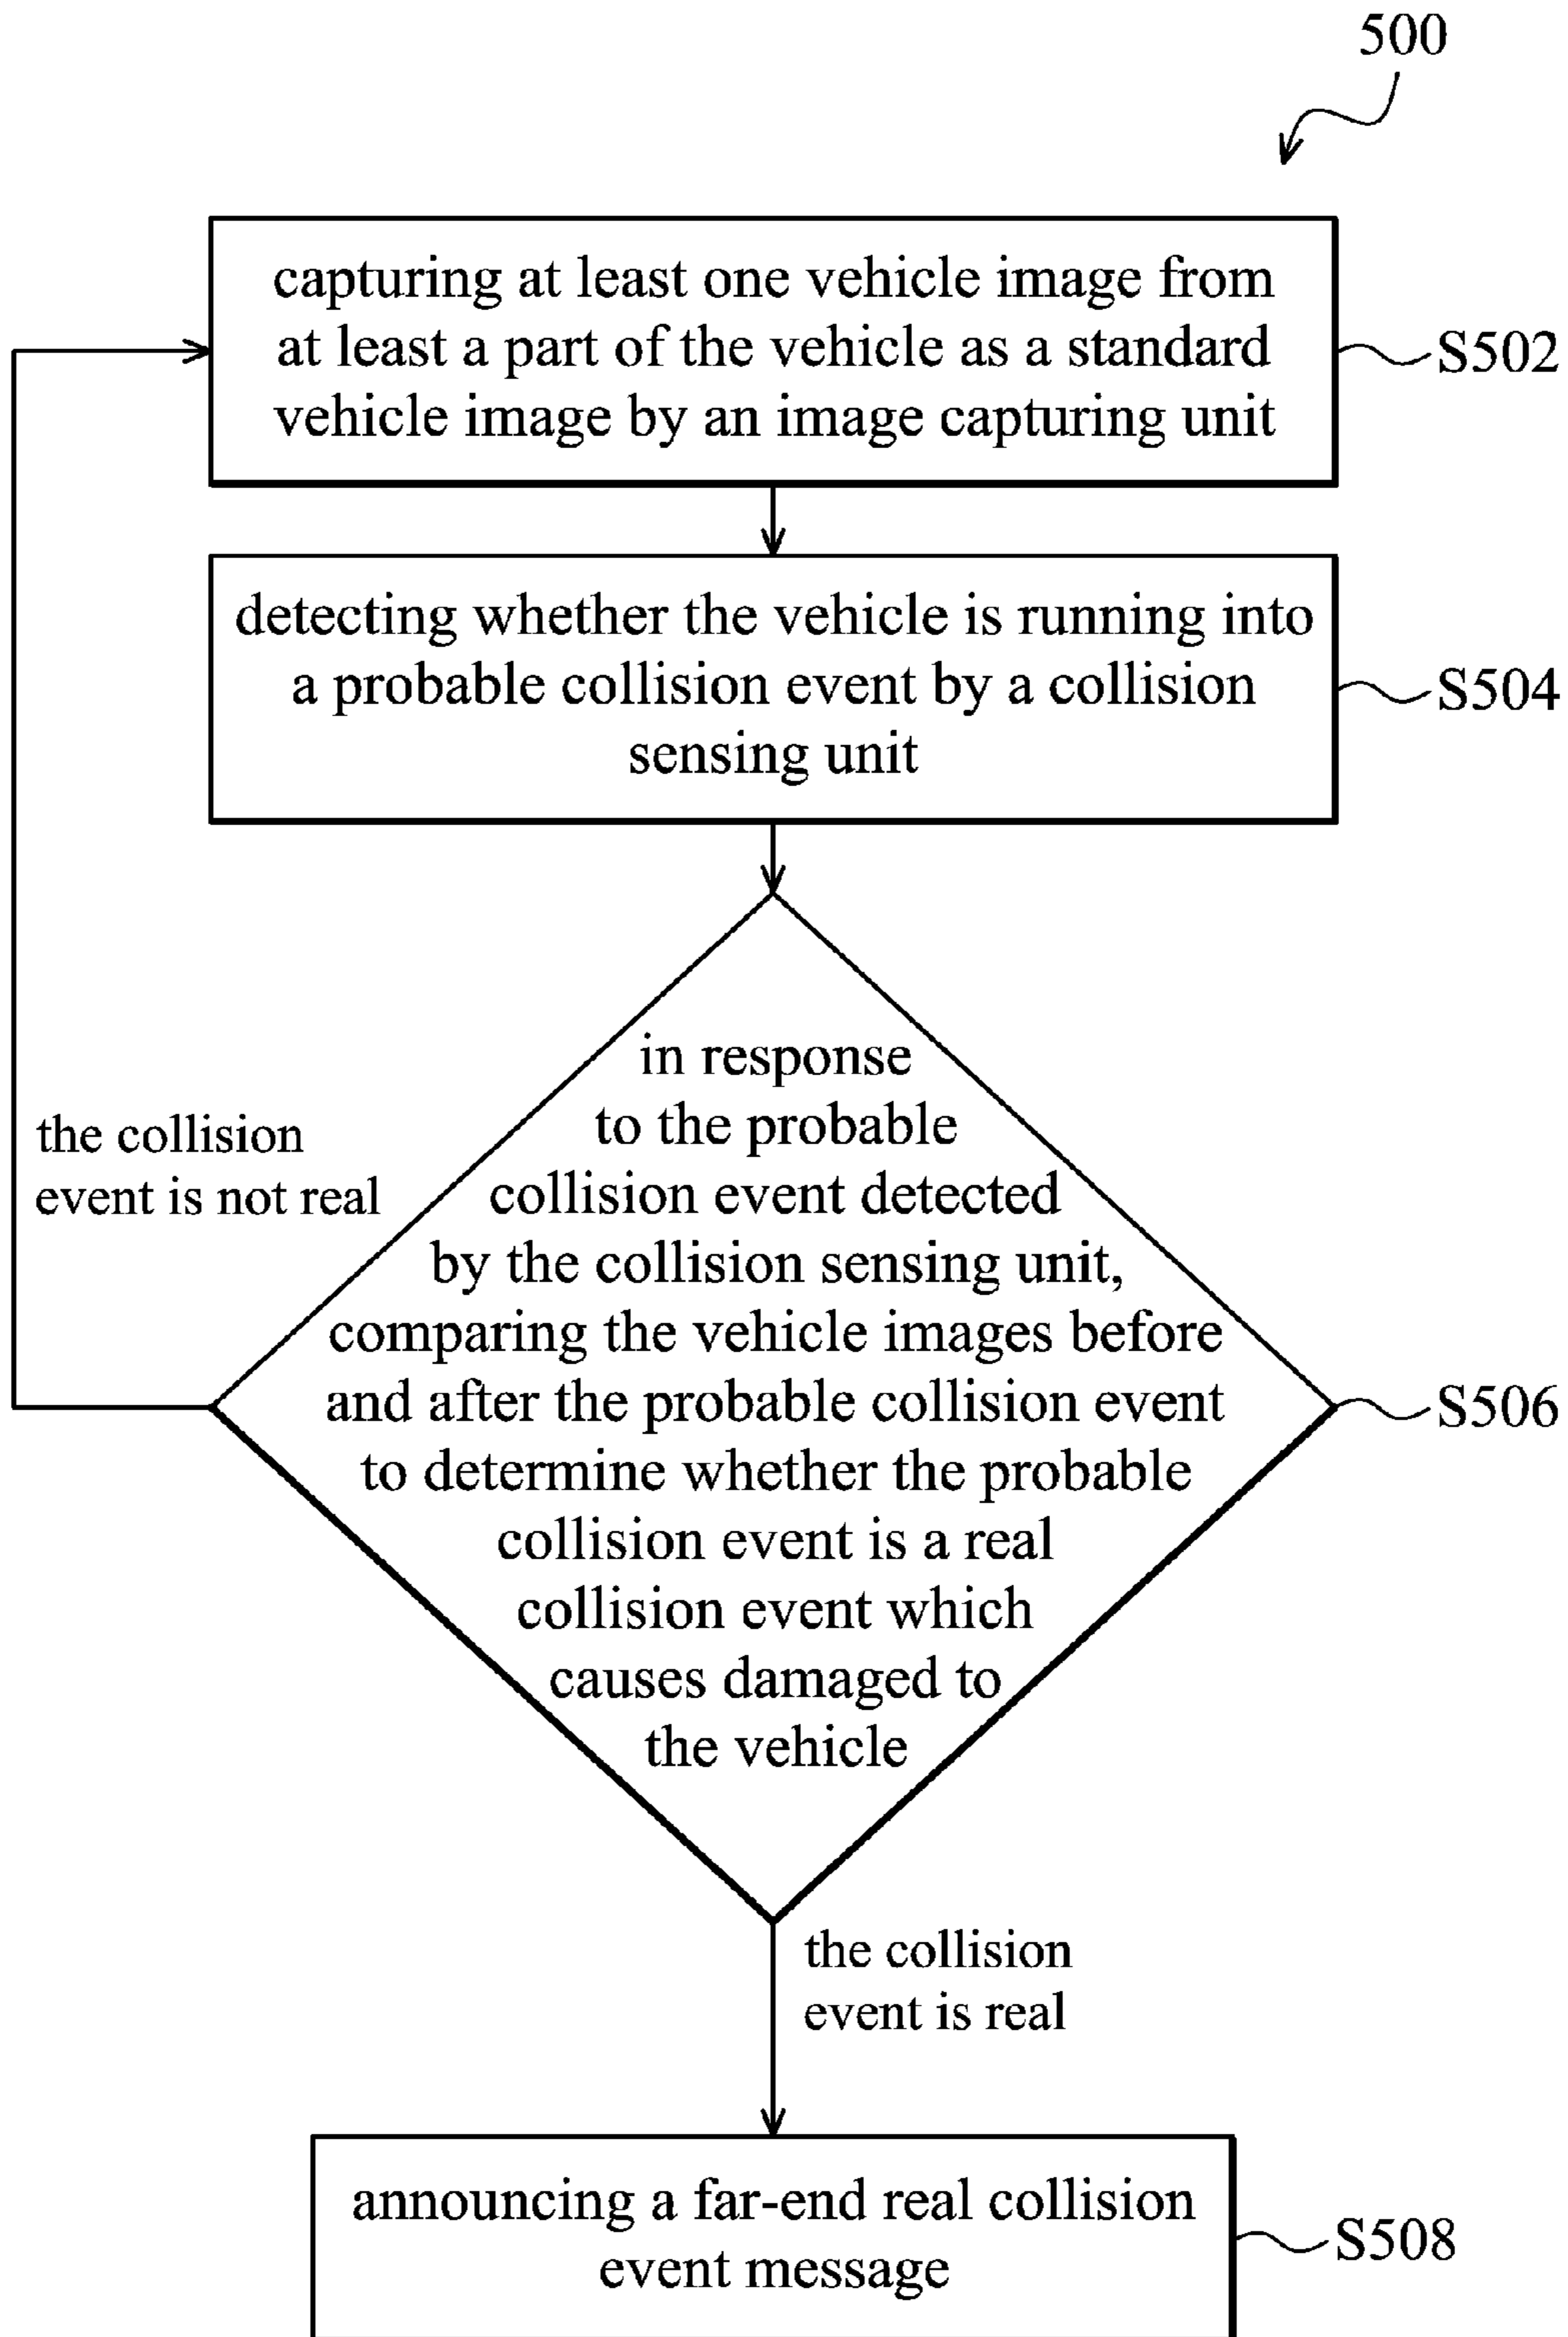 500
capturing at least one vehicle image from
at least a part of the vehicle as a standard
vehicle image by an image capturing unit
S502
detecting whether the vehicle is running into
a probable collision event by a collision
sensing unit
S504
in response
to the probable
collision event detected
by the collision sensing unit,
comparing the vehicle images before
and after the probable collision event
to determine whether the probable
collision event is a real
collision event which
causes damaged to
the vehicle
S506
the collision
event is not real
the collision
event is real
announcing a far-end real collision
event message
S508